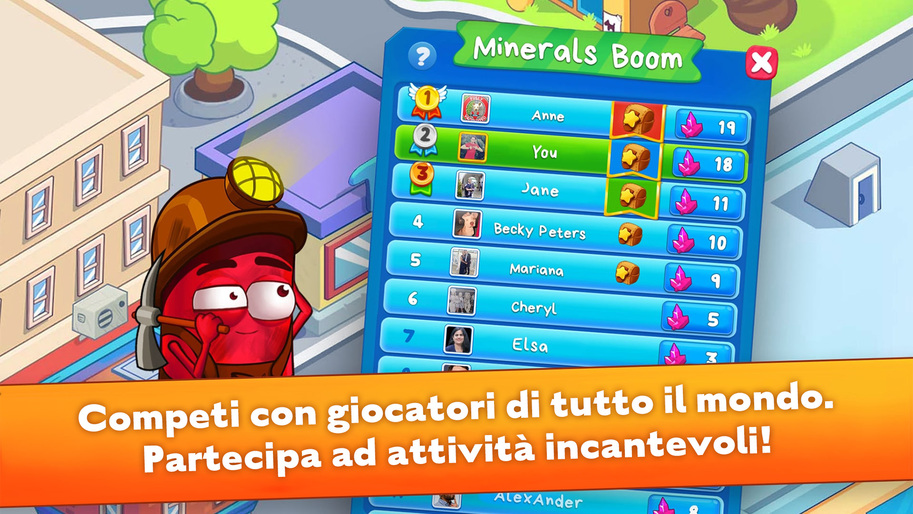 ?
Minerals Boom
X
1 Anne 19
2 You 18
3 Jane 11
4 Becky Peters 10
5 Mariana 9
6 Cheryl 5
7 Elsa 3
Competi con giocatori di tutto il mondo.
Partecipa ad attività incantevoli!
AlexAnder 8